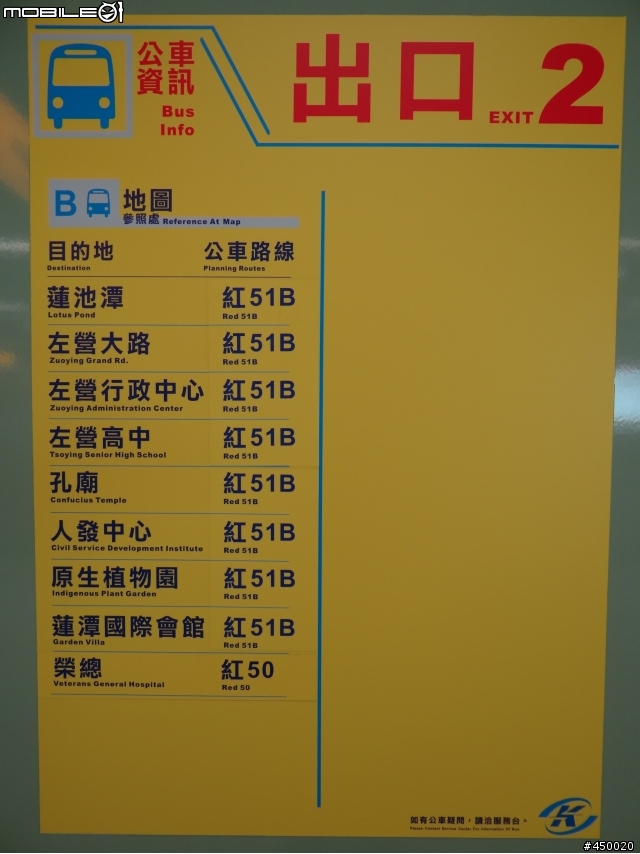 MOBILE01
公車
資訊
Bus
Info
出口 EXIT 2
B 地圖
參照處 Reference At Map
目的地 公車路線
Destination Planning Routes
蓮池潭 紅51B
Lotus Pond Red 51B
左營大路 紅51B
Zuoying Grand Rd. Red 51B
左營行政中心 紅51B
Zuoying Administration Center Red 51B
左營高中 紅51B
Tsoying Senior High School Red 51B
孔廟 紅51B
Confucius Temple Red 51B
人發中心 紅51B
Civil Service Development Institute Red 51B
原生植物園 紅51B
Indigenous Plant Garden Red 51B
蓮潭國際會館 紅51B
Garden Villa Red 51B
榮總 紅50
Veterans General Hospital Red 50
如有公車疑問，請洽服務台。
Please Contact Service Center For Information Of Bus
K
#450020